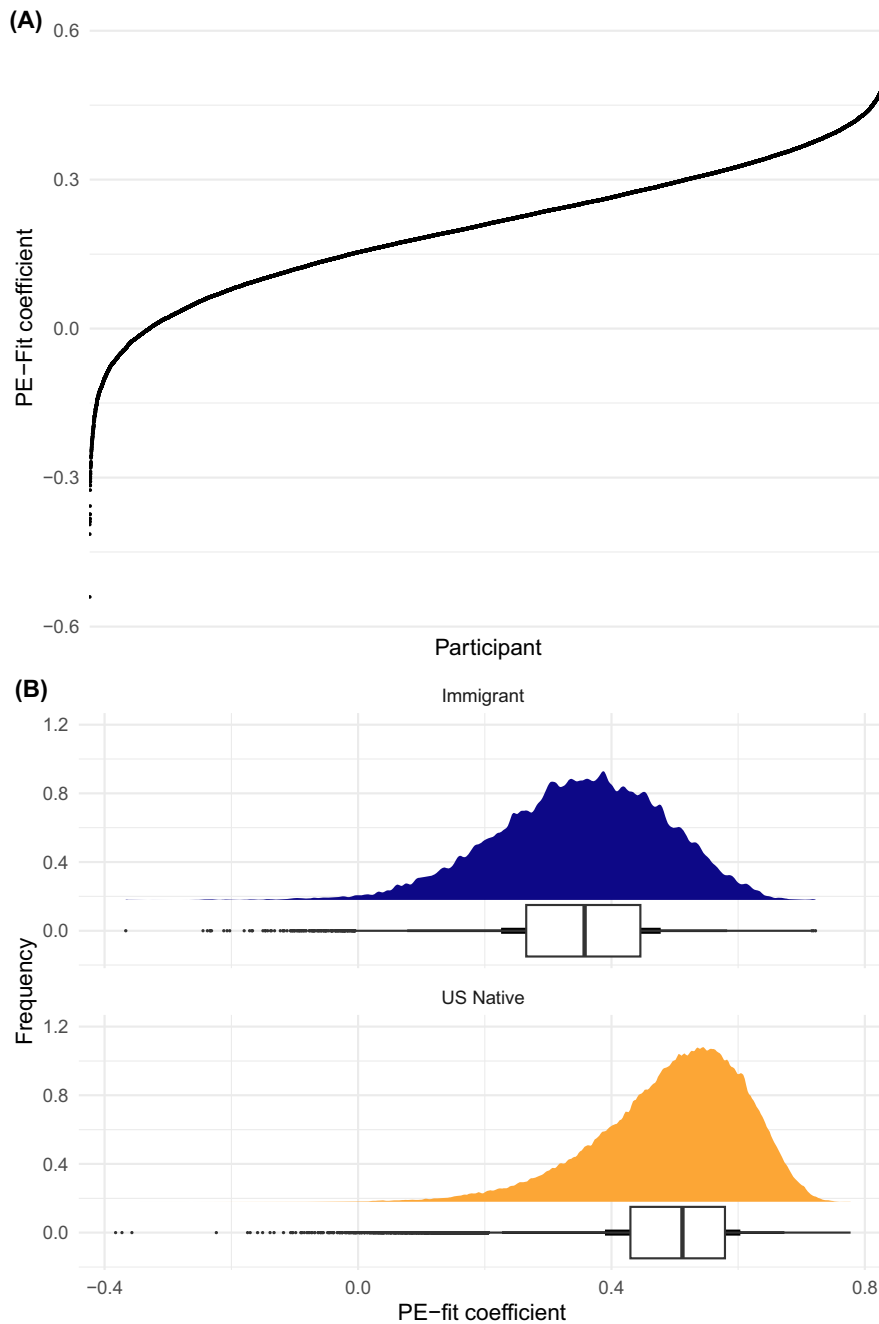 (A)
0.6
0.3
0.0
−0.3
−0.6
PE−Fit coefficient
Participant
(B)
Immigrant
1.2
0.8
0.4
0.0
Frequency
US Native
1.2
0.8
0.4
0.0
−0.4 0.0 0.4 0.8
PE−fit coefficient